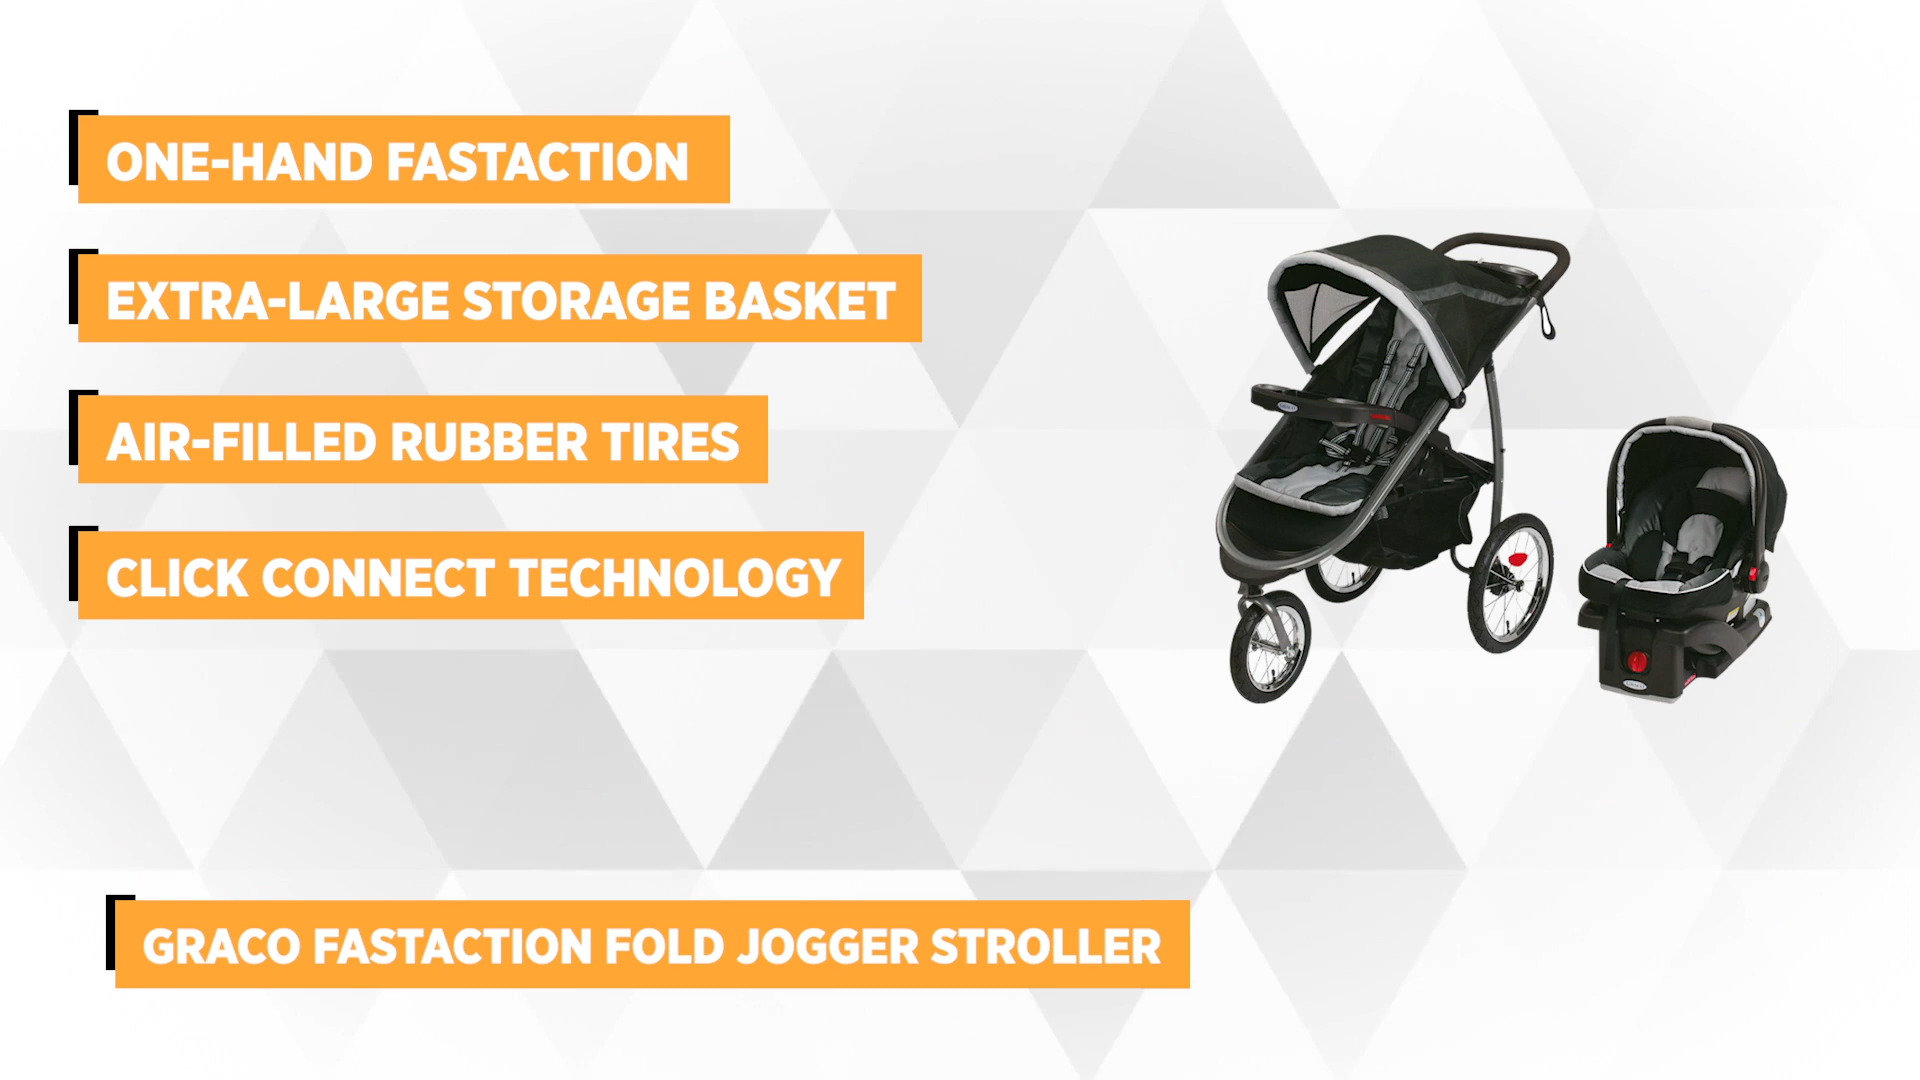 ONE-HAND FASTACTION
EXTRA-LARGE STORAGE BASKET
AIR-FILLED RUBBER TIRES
CLICK CONNECT TECHNOLOGY
GRACO FASTACTION FOLD JOGGER STROLLER